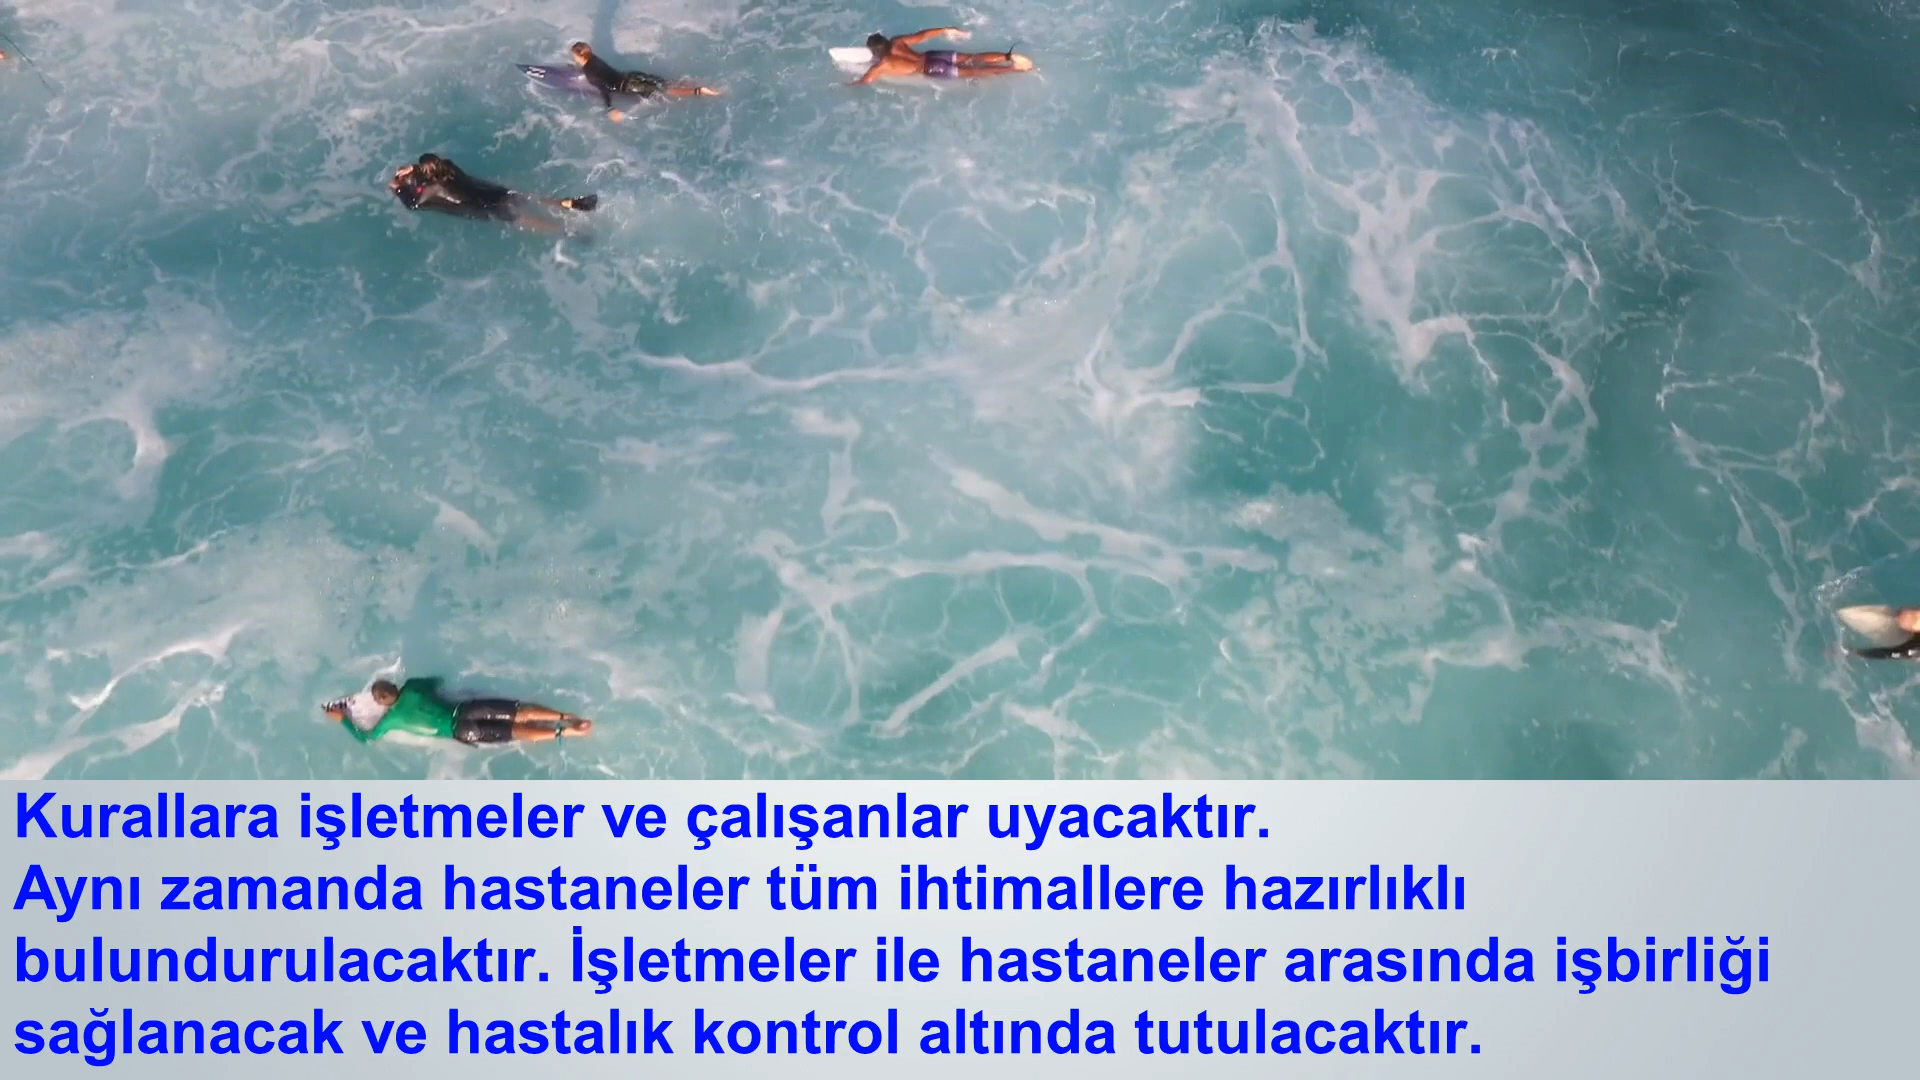 Kurallara işletmeler ve çalışanlar uyacaktır.
Aynı zamanda hastaneler tüm ihtimallere hazırlıklı
bulundurulacaktır. İşletmeler ile hastaneler arasında işbirliği
sağlanacak ve hastalık kontrol altında tutulacaktır.